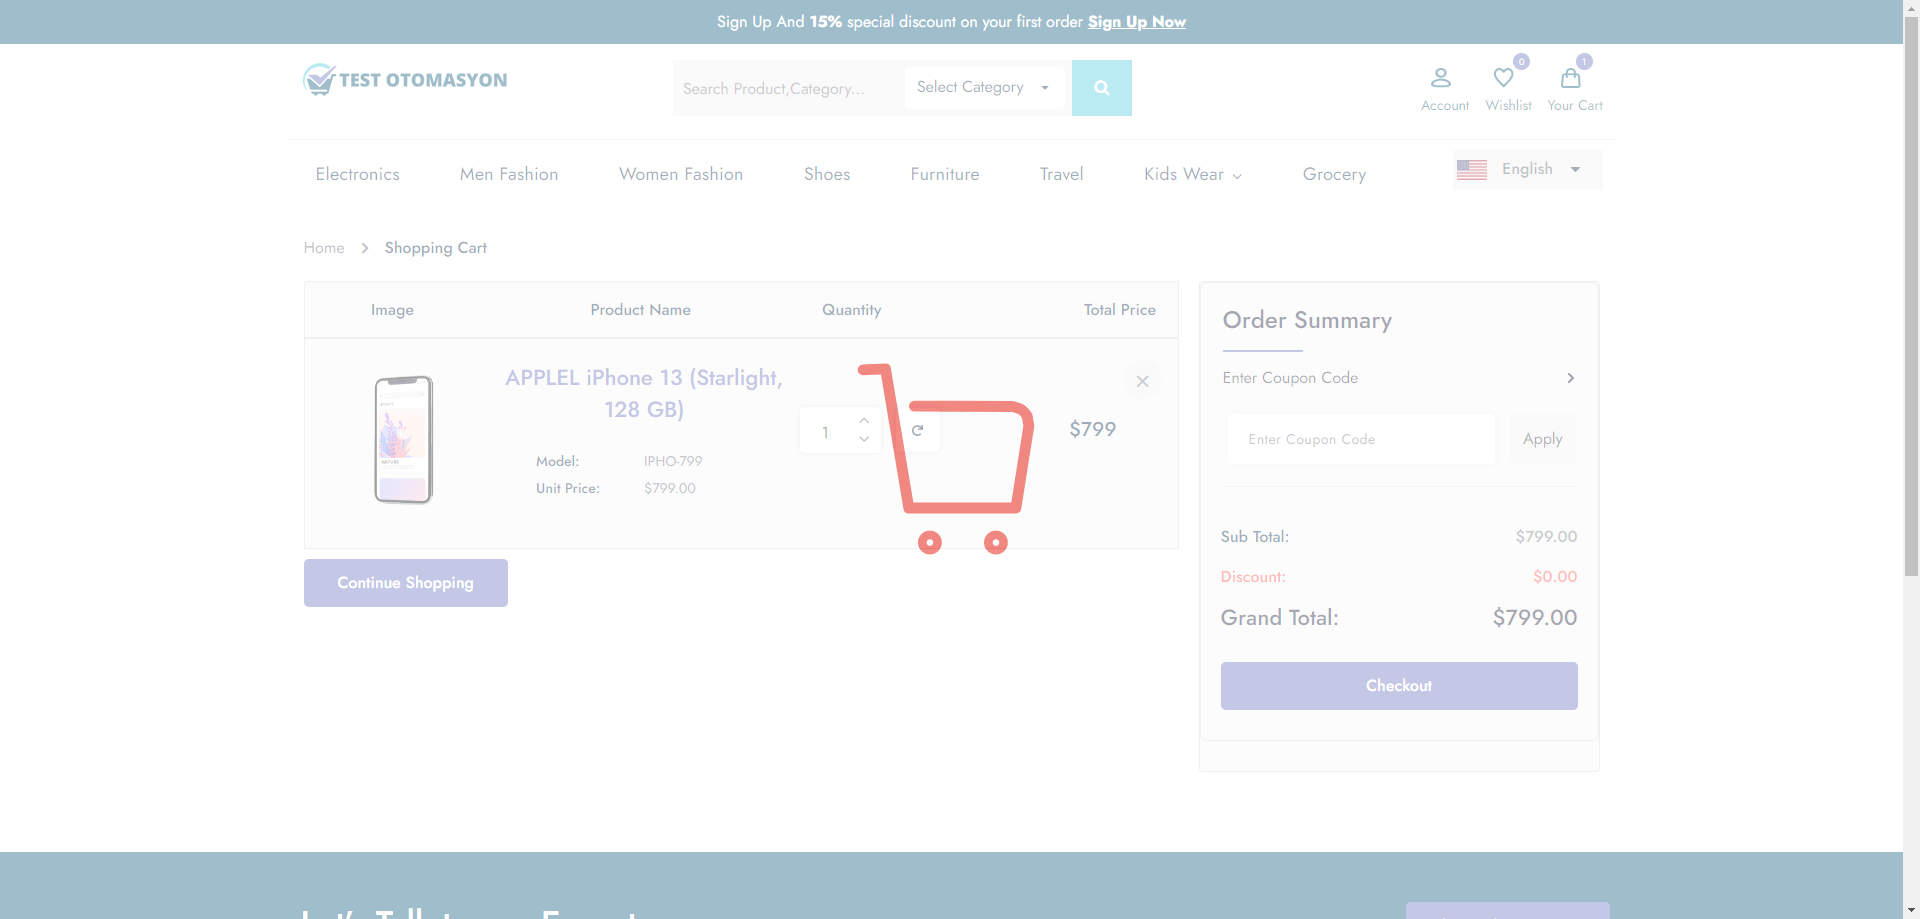 Sign Up And 15% special discount on your first order Sign Up Now
TEST OTOMASYON
Search Product,Category...
Select Category
0
1
Account
Wishlist
Your Cart
Electronics
Men Fashion
Women Fashion
Shoes
Furniture
Travel
Kids Wear
Grocery
English
Home
Shopping Cart
Image
Product Name
Quantity
Total Price
APPLEL iPhone 13 (Starlight,
128 GB)
Model:
IPHO-799
Unit Price:
$799.00
1
$799
Continue Shopping
Order Summary
Enter Coupon Code
Enter Coupon Code
Apply
Sub Total:
$799.00
Discount:
$0.00
Grand Total:
$799.00
Checkout